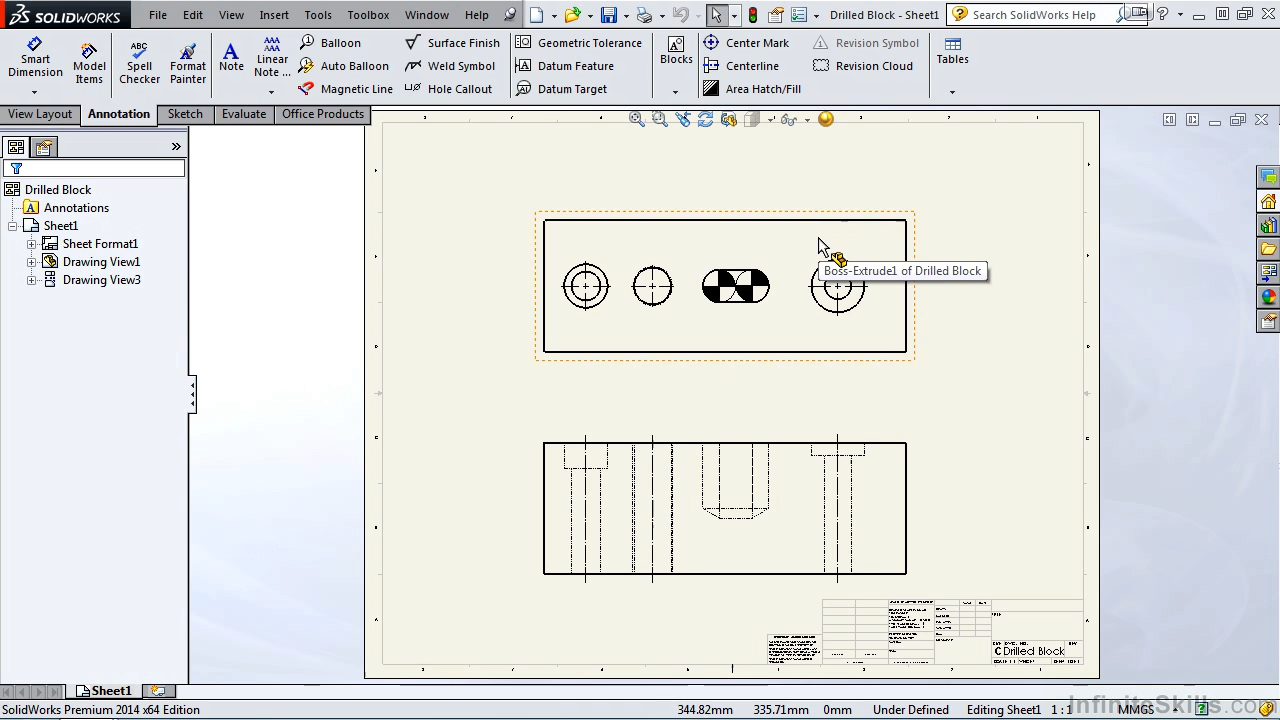 SOLIDWORKS File Edit View Insert Tools Toolbox Window Help Drilled Block - Sheet1 Search SolidWorks Help
Smart Dimension
Model Items
Spell Checker
Format Painter
Note
Linear Note ...
Balloon
Auto Balloon
Magnetic Line
Surface Finish
Weld Symbol
Hole Callout
Geometric Tolerance
Datum Feature
Datum Target
Blocks
Center Mark
Centerline
Area Hatch/Fill
Revision Symbol
Revision Cloud
Tables
View Layout Annotation Sketch Evaluate Office Products
Drilled Block
Annotations
Sheet1
Sheet Format1
Drawing View1
Drawing View3
Boss-Extrude1 of Drilled Block
C Drilled Block
Sheet1
InfiniteSkills.com
SolidWorks Premium 2014 x64 Edition 344.82mm 335.71mm 0mm Under Defined Editing Sheet1 1 : 1 MMGS